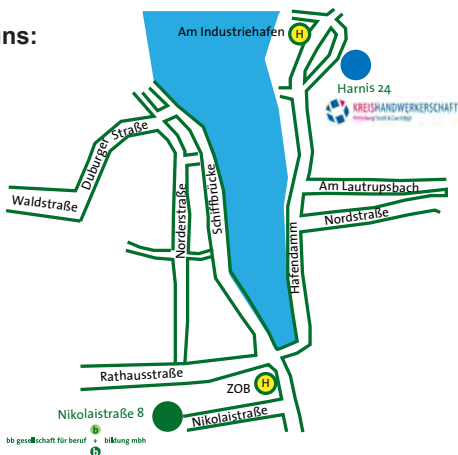 uns:
Am Industriehafen
H
Harnis 24
KREISHANDWERKERSCHAFT
Duburger Straße
Waldstraße
Norderstraße
Schiffbrücke
Am Lautrupsbach
Nordstraße
Hafendamm
Rathausstraße
ZOB
H
Nikolaistraße 8
Nikolaistraße
b
bb gesellschaft für beruf + bildung mbh
b